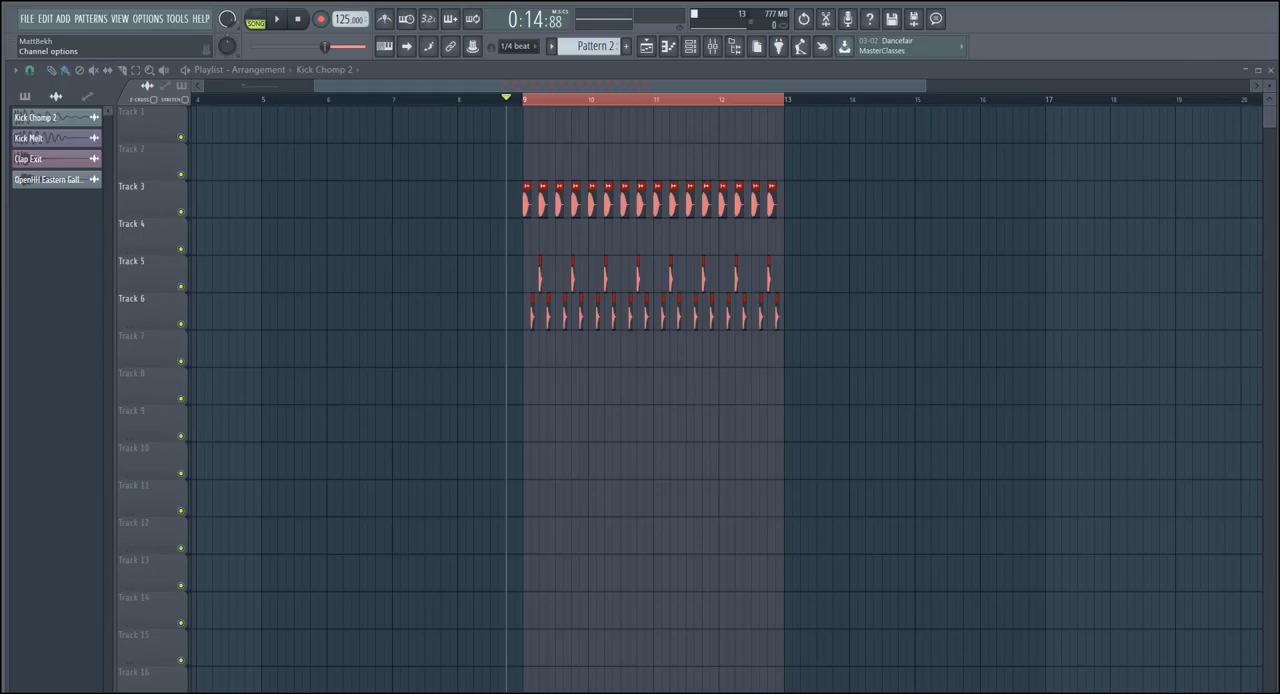 FILE EDIT ADD PATTERNS VIEW OPTIONS TOOLS HELP
SONG
125.000
3.2.
0:14:88
M:S:CS
13
777 MB
0
MattBekh
Channel options
1/4 beat
Pattern 2
03-02 Dancefair
MasterClasses
Playlist - Arrangement › Kick Chomp 2 ›
Z-CROSS
STRETCH
4 5 6 7 8 9 10 11 12 13 14 15 16 17 18 19 20
Kick Chomp 2
Kick Melt
Clap Exit
OpenHH Eastern Gall..
Track 1
Track 2
Track 3
Track 4
Track 5
Track 6
Track 7
Track 8
Track 9
Track 10
Track 11
Track 12
Track 13
Track 14
Track 15
Track 16